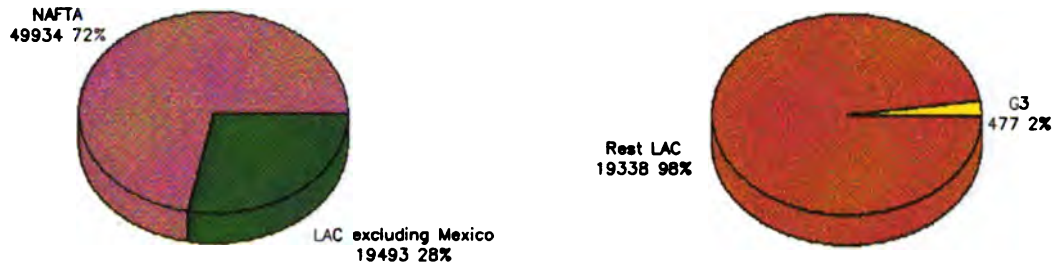 NAFTA
49934 72%
LAC excluding Mexico
19493 28%
Rest LAC
19338 98%
G3
477 2%